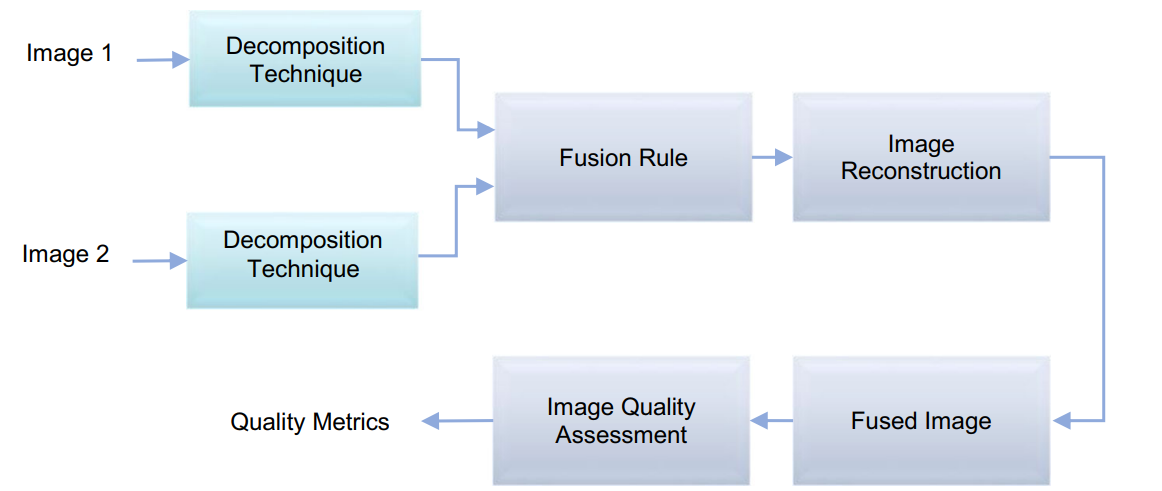 Image 1
Decomposition
Technique
Image 2
Decomposition
Technique
Fusion Rule
Image
Reconstruction
Fused Image
Image Quality
Assessment
Quality Metrics